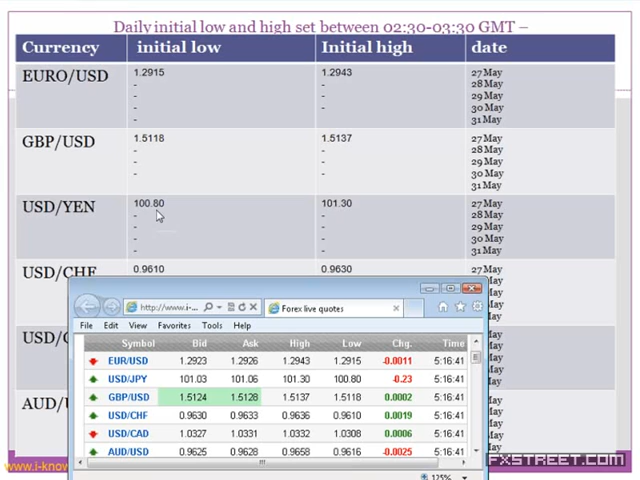 Daily initial low and high set between 02:30-03:30 GMT –
Currency initial low Initial high date
EURO/USD 1.2915 1.2943 27 May
- - 28 May
- - 29 May
- - 30 May
- - 31 May
GBP/USD 1.5118 1.5137 27 May
- - 28 May
- - 29 May
- - 30 May
- - 31 May
USD/YEN 100.80 101.30 27 May
- - 28 May
- - 29 May
- - 30 May
- - 31 May
USD/CHF 0.9610 0.9630 27 May
http://www.i-... Forex live quotes
File Edit View Favorites Tools Help
Symbol Bid Ask High Low Chg. Time
EUR/USD 1.2923 1.2926 1.2943 1.2915 -0.0011 5:16:41
USD/JPY 101.03 101.06 101.30 100.80 -0.23 5:16:41
GBP/USD 1.5124 1.5128 1.5137 1.5118 0.0002 5:16:41
USD/CHF 0.9630 0.9633 0.9636 0.9610 0.0019 5:16:41
USD/CAD 1.0327 1.0331 1.0332 1.0308 0.0006 5:16:41
AUD/USD 0.9625 0.9628 0.9658 0.9616 -0.0025 5:16:41
125%
USD/
AUD/
www.i-know
FXSTREET.COM